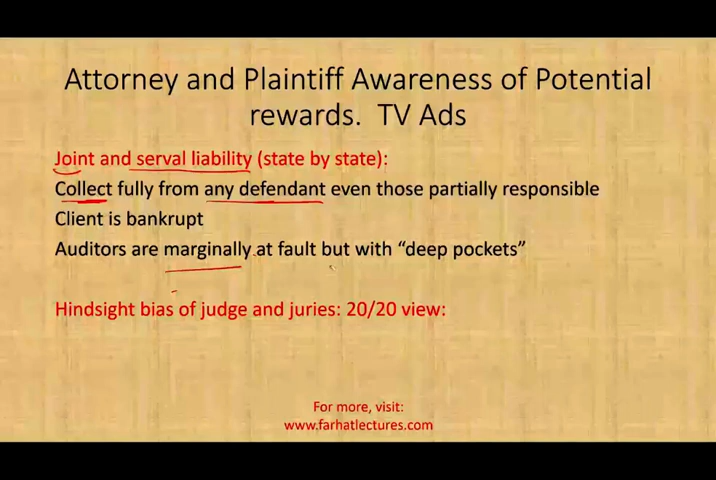 Attorney and Plaintiff Awareness of Potential
rewards. TV Ads
Joint and serval liability (state by state):
Collect fully from any defendant even those partially responsible
Client is bankrupt
Auditors are marginally at fault but with “deep pockets”
Hindsight bias of judge and juries: 20/20 view:
For more, visit:
www.farhatlectures.com